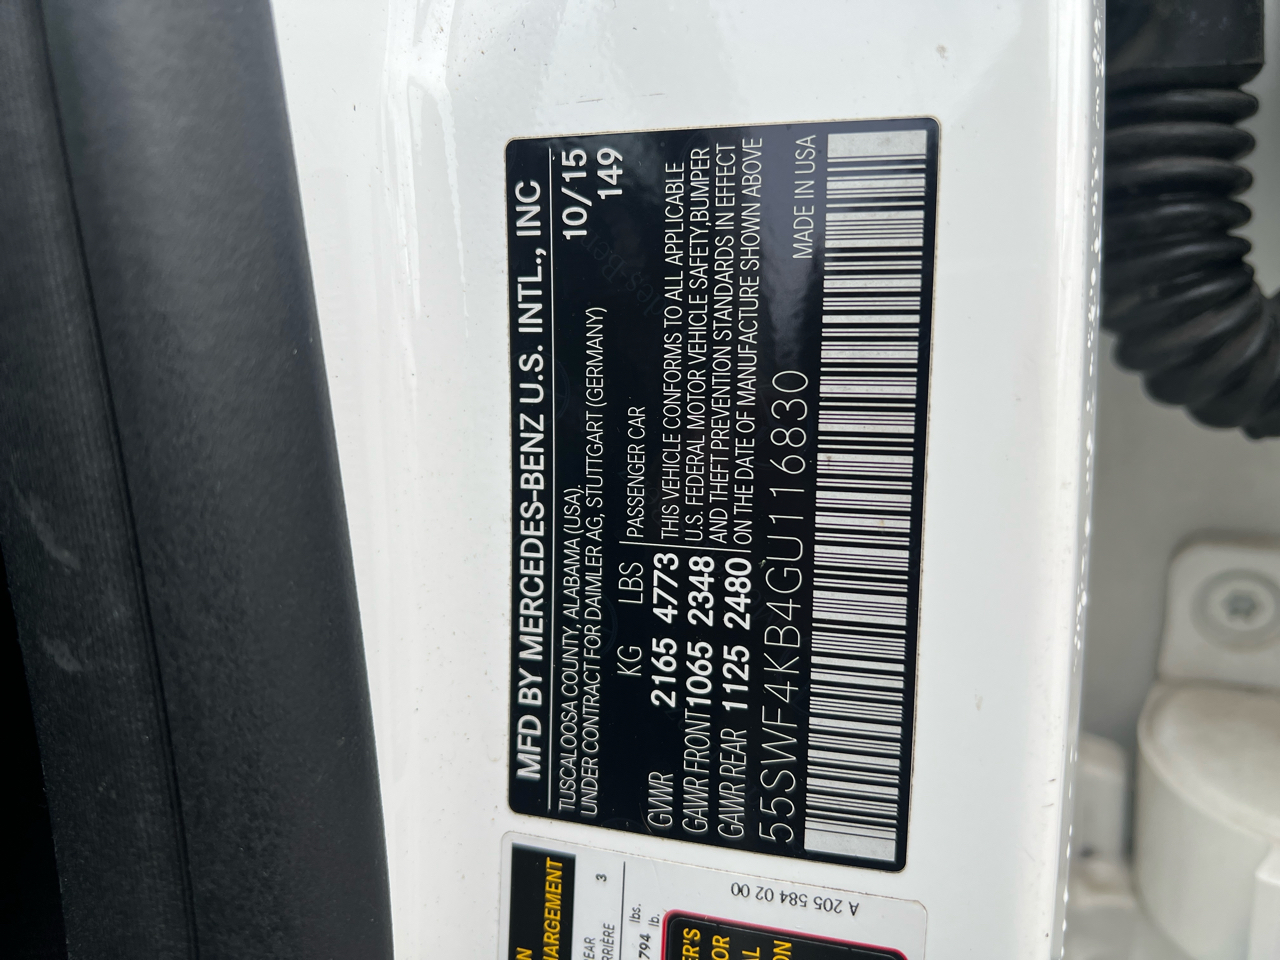 MFD BY MERCEDES-BENZ U.S. INTL., INC
TUSCALOOSA COUNTY, ALABAMA (USA). 10/15
UNDER CONTRACT FOR DAIMLER AG, STUTTGART (GERMANY) 149
KG LBS PASSENGER CAR
GVWR 2165 4773 THIS VEHICLE CONFORMS TO ALL APPLICABLE
GAWR FRONT 1065 2348 U.S. FEDERAL MOTOR VEHICLE SAFETY,BUMPER
GAWR REAR 1125 2480 AND THEFT PREVENTION STANDARDS IN EFFECT
ON THE DATE OF MANUFACTURE SHOWN ABOVE
55SWF4KB4GU116830 MADE IN USA
3
794 lbs.
lb.
A 205 584 02 00